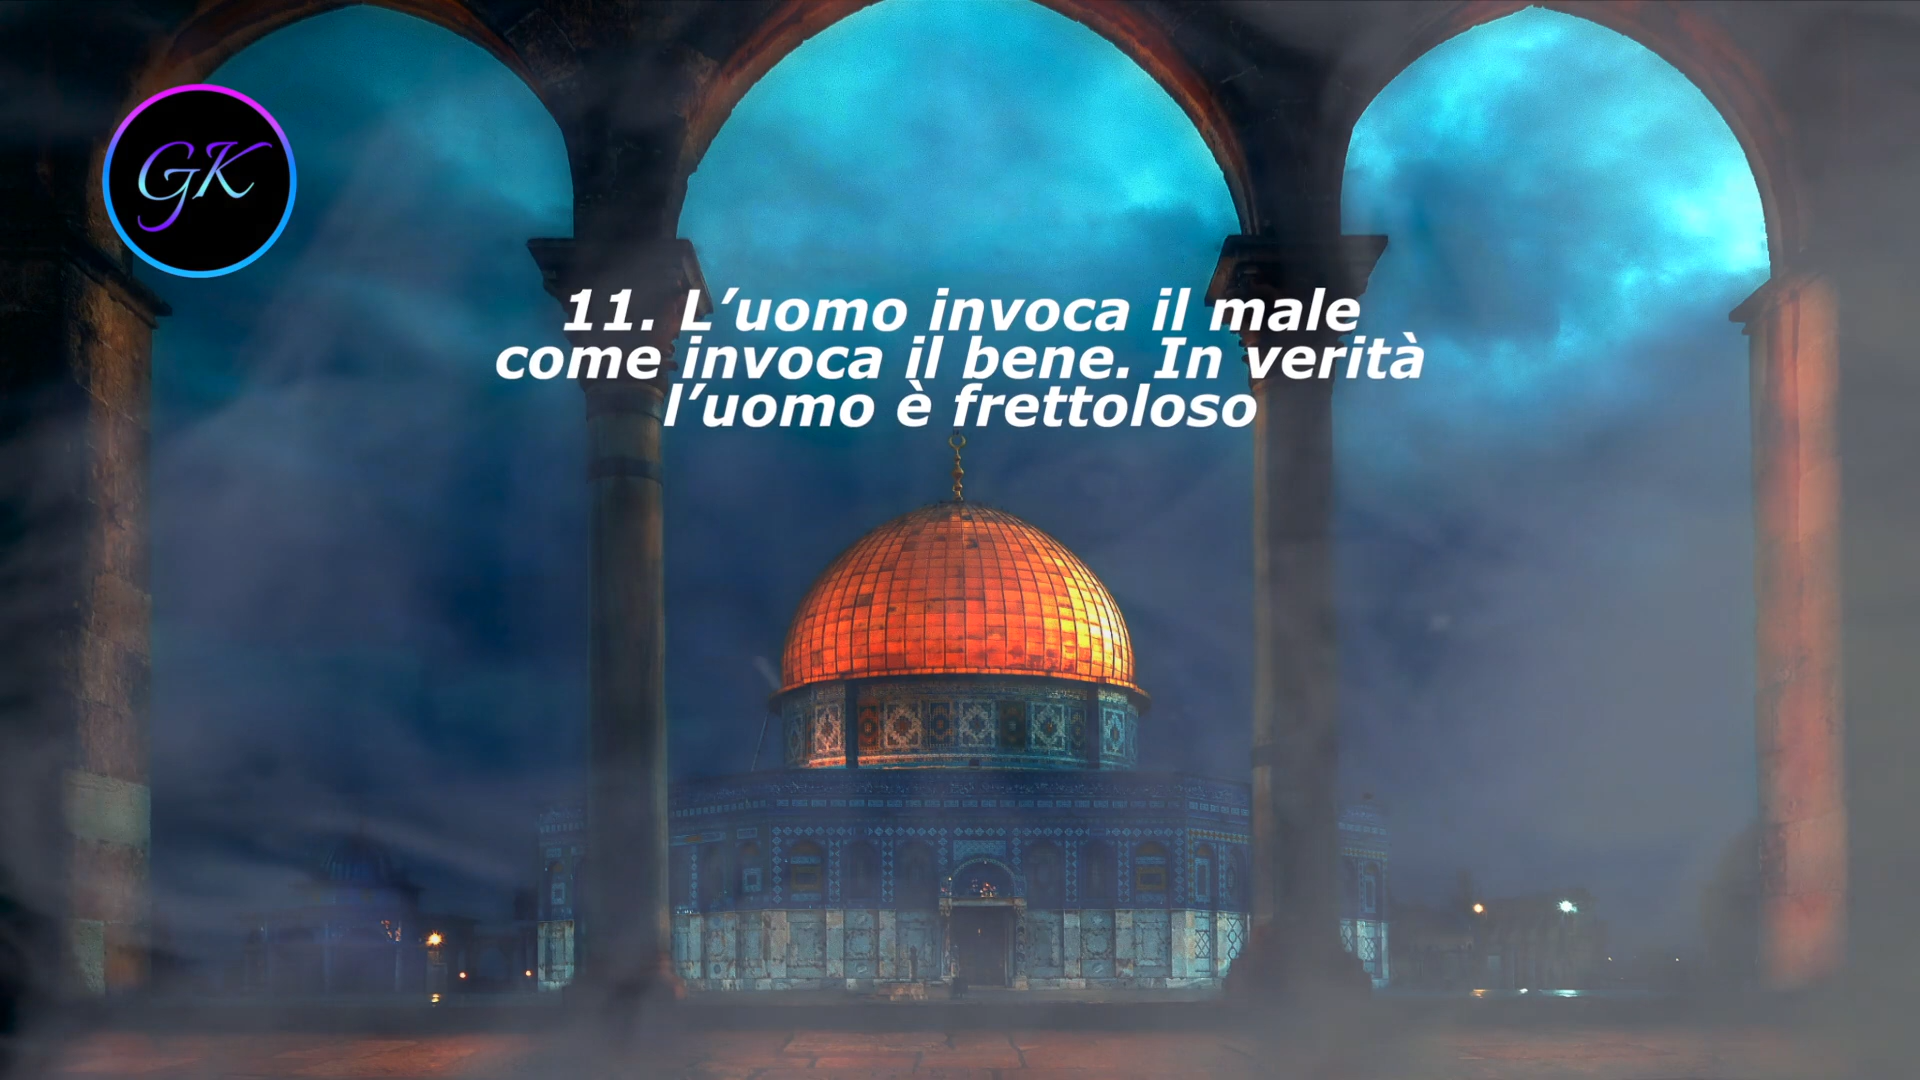 GK
11. L’uomo invoca il male
come invoca il bene. In verità
l’uomo è frettoloso